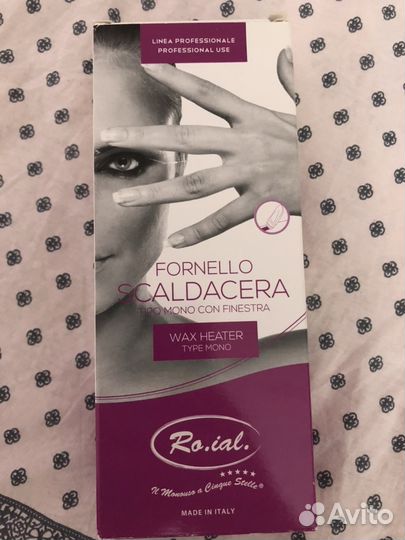 LINEA PROFESSIONALE
PROFESSIONAL USE
FORNELLO
SCALDACERA
TIPO MONO CON FINESTRA
WAX HEATER
TYPE MONO
Ro.ial.
Il Monouso a Cinque Stelle®
MADE IN ITALY
Avito